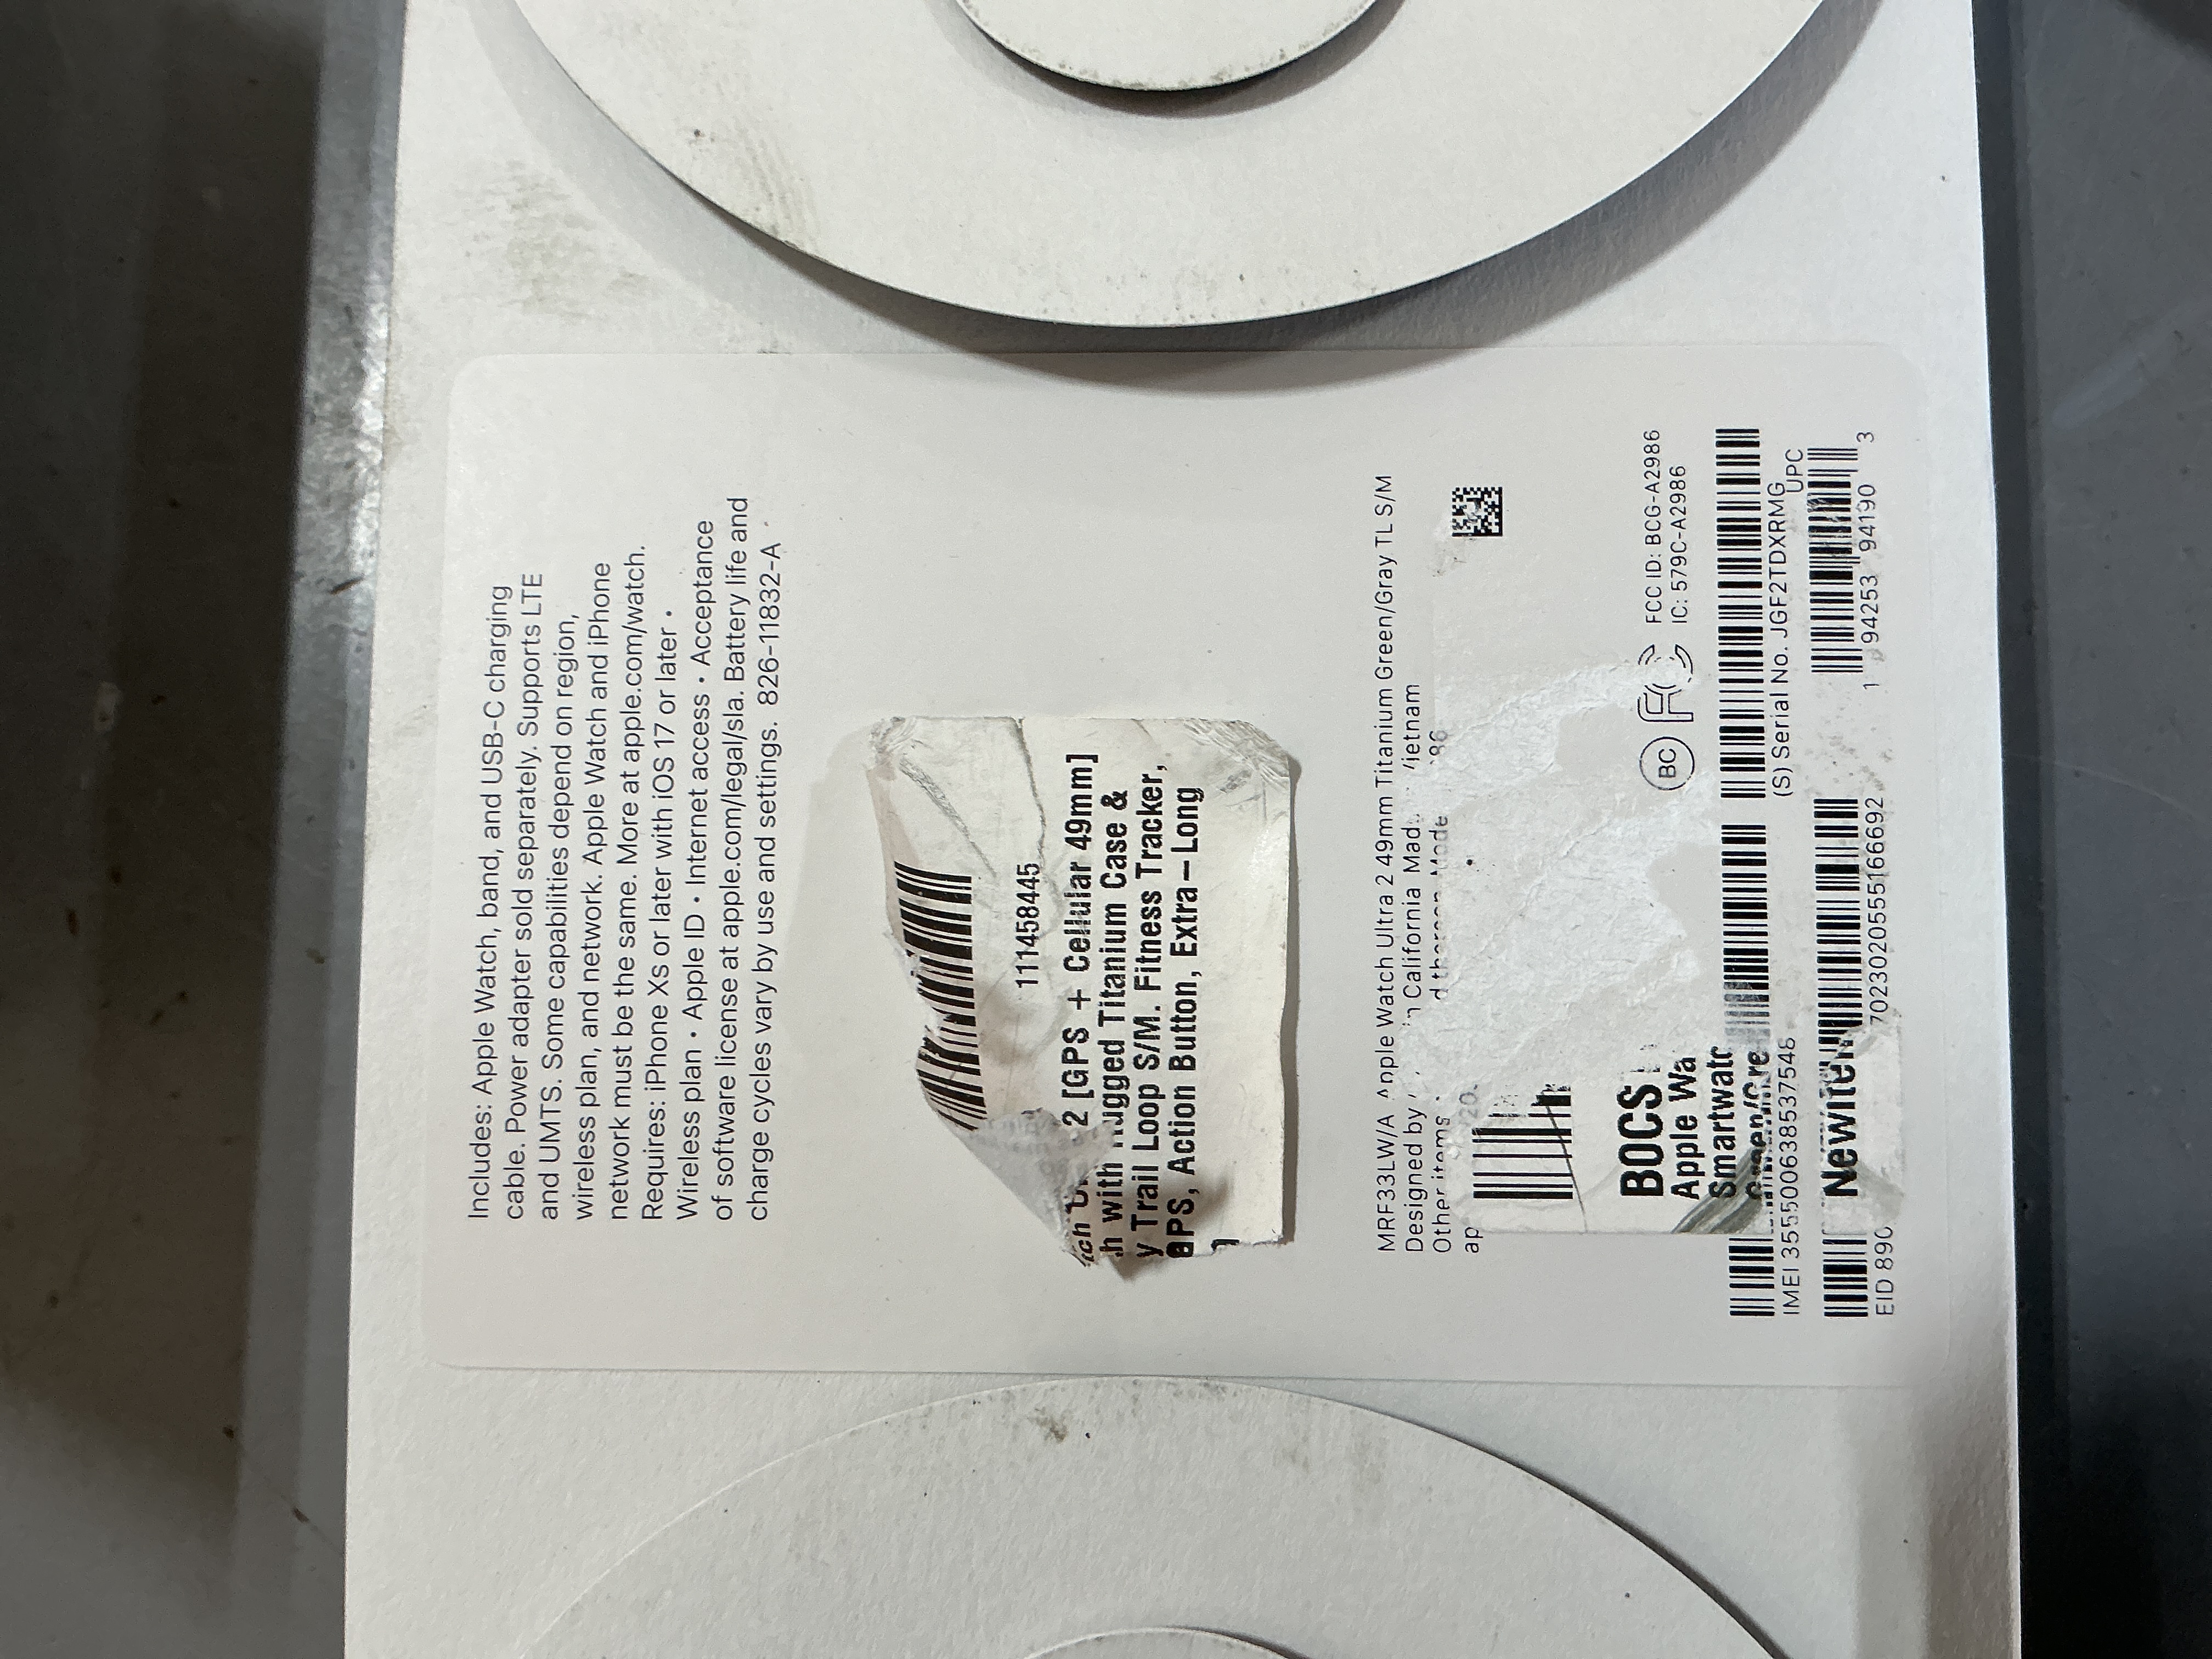 Includes: Apple Watch, band, and USB-C charging
cable. Power adapter sold separately. Supports LTE
and UMTS. Some capabilities depend on region,
wireless plan, and network. Apple Watch and iPhone
network must be the same. More at apple.com/watch.
Requires: iPhone Xs or later with iOS 17 or later •
Wireless plan • Apple ID • Internet access • Acceptance
of software license at apple.com/legal/sla. Battery life and
charge cycles vary by use and settings. 826-11832-A
111458445
2 [GPS + Cellular 49mm]
with Rugged Titanium Case &
y Trail Loop S/M. Fitness Tracker,
GPS, Action Button, Extra-Long
MRF33LW/A Apple Watch Ultra 2 49mm Titanium Green/Gray TL S/M
Designed by in California Made Vietnam
Other items
ap
BOCS
Apple Wa
Smartwatc
FCC ID: BCG-A2986
IC: 579C-A2986
BC FC
IMEI 355500638537546
(S) Serial No. JGF2TDXRMG
New
UPC
EID 890 702302055516692
1 94253 94190 3